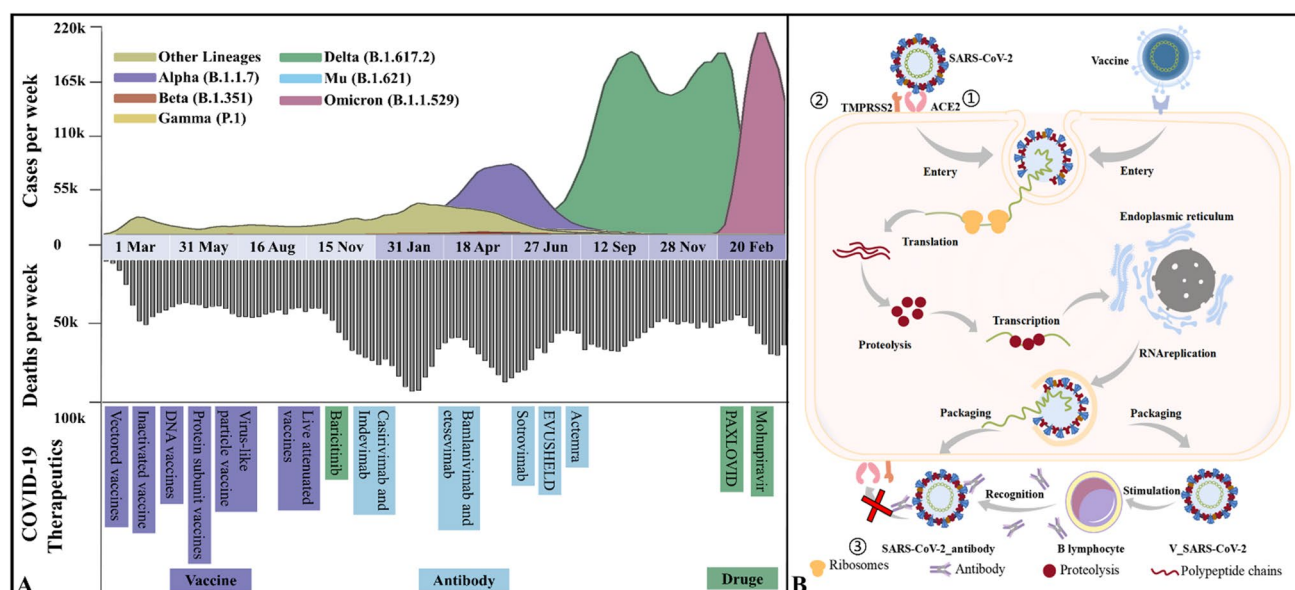 220k
165k
110k
55k
0
Cases per week
Other Lineages
Alpha (B.1.1.7)
Beta (B.1.351)
Gamma (P.1)
Delta (B.1.617.2)
Mu (B.1.621)
Omicron (B.1.1.529)
1 Mar
31 May
16 Aug
15 Nov
31 Jan
18 Apr
27 Jun
12 Sep
28 Nov
20 Feb
Deaths per week
50k
100k
COVID-19
Therapeutics
Vectored vaccines
Inactivated vaccine
DNA vaccines
Protein subunit vaccines
Virus-like
particle vaccine
Live attenuated
vaccines
Baricitinib
Casirivimab and
Imdevimab
Bamlanivimab and
etesevimab
Sotrovimab
EVUSHELD
Actemra
PAXLOVID
Molnupiravir
Vaccine
Antibody
Druge
A
SARS-CoV-2
Vaccine
②
TMPRSS2
ACE2
①
Entery
Entery
Translation
Endoplasmic reticulum
Proteolysis
Transcription
RNAreplication
Packaging
Packaging
Recognition
Stimulation
③
SARS-CoV-2_antibody
B lymphocyte
V_SARS-CoV-2
Ribosomes
Antibody
Proteolysis
Polypeptide chains
B